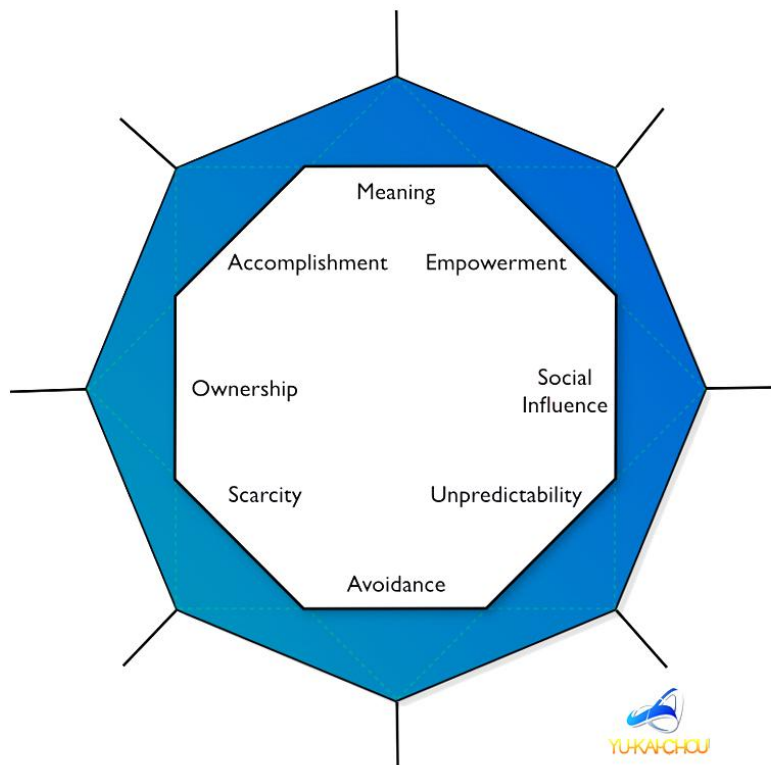 Meaning
Accomplishment
Empowerment
Ownership
Social
Influence
Scarcity
Unpredictability
Avoidance
YU-KAI CHOU